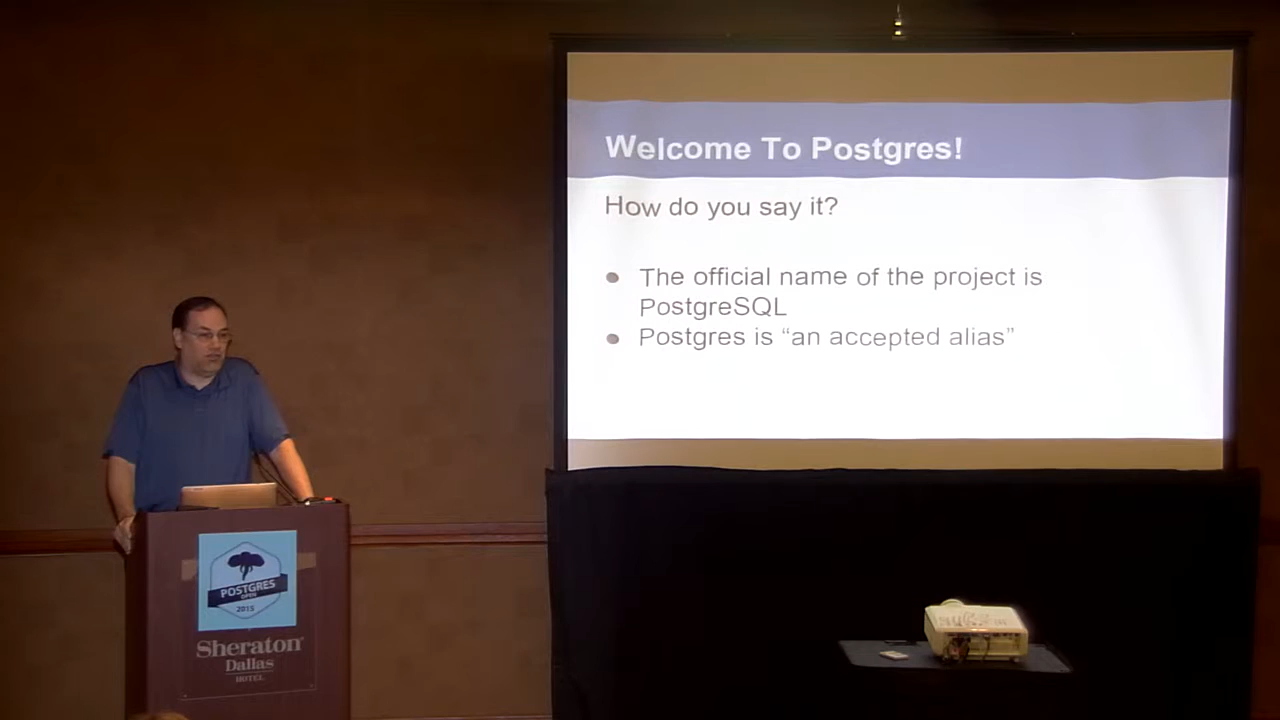 Welcome To Postgres!
How do you say it?
● The official name of the project is
PostgreSQL
● Postgres is “an accepted alias”
POSTGRES
OPEN
2015
Sheraton®
Dallas
HOTEL